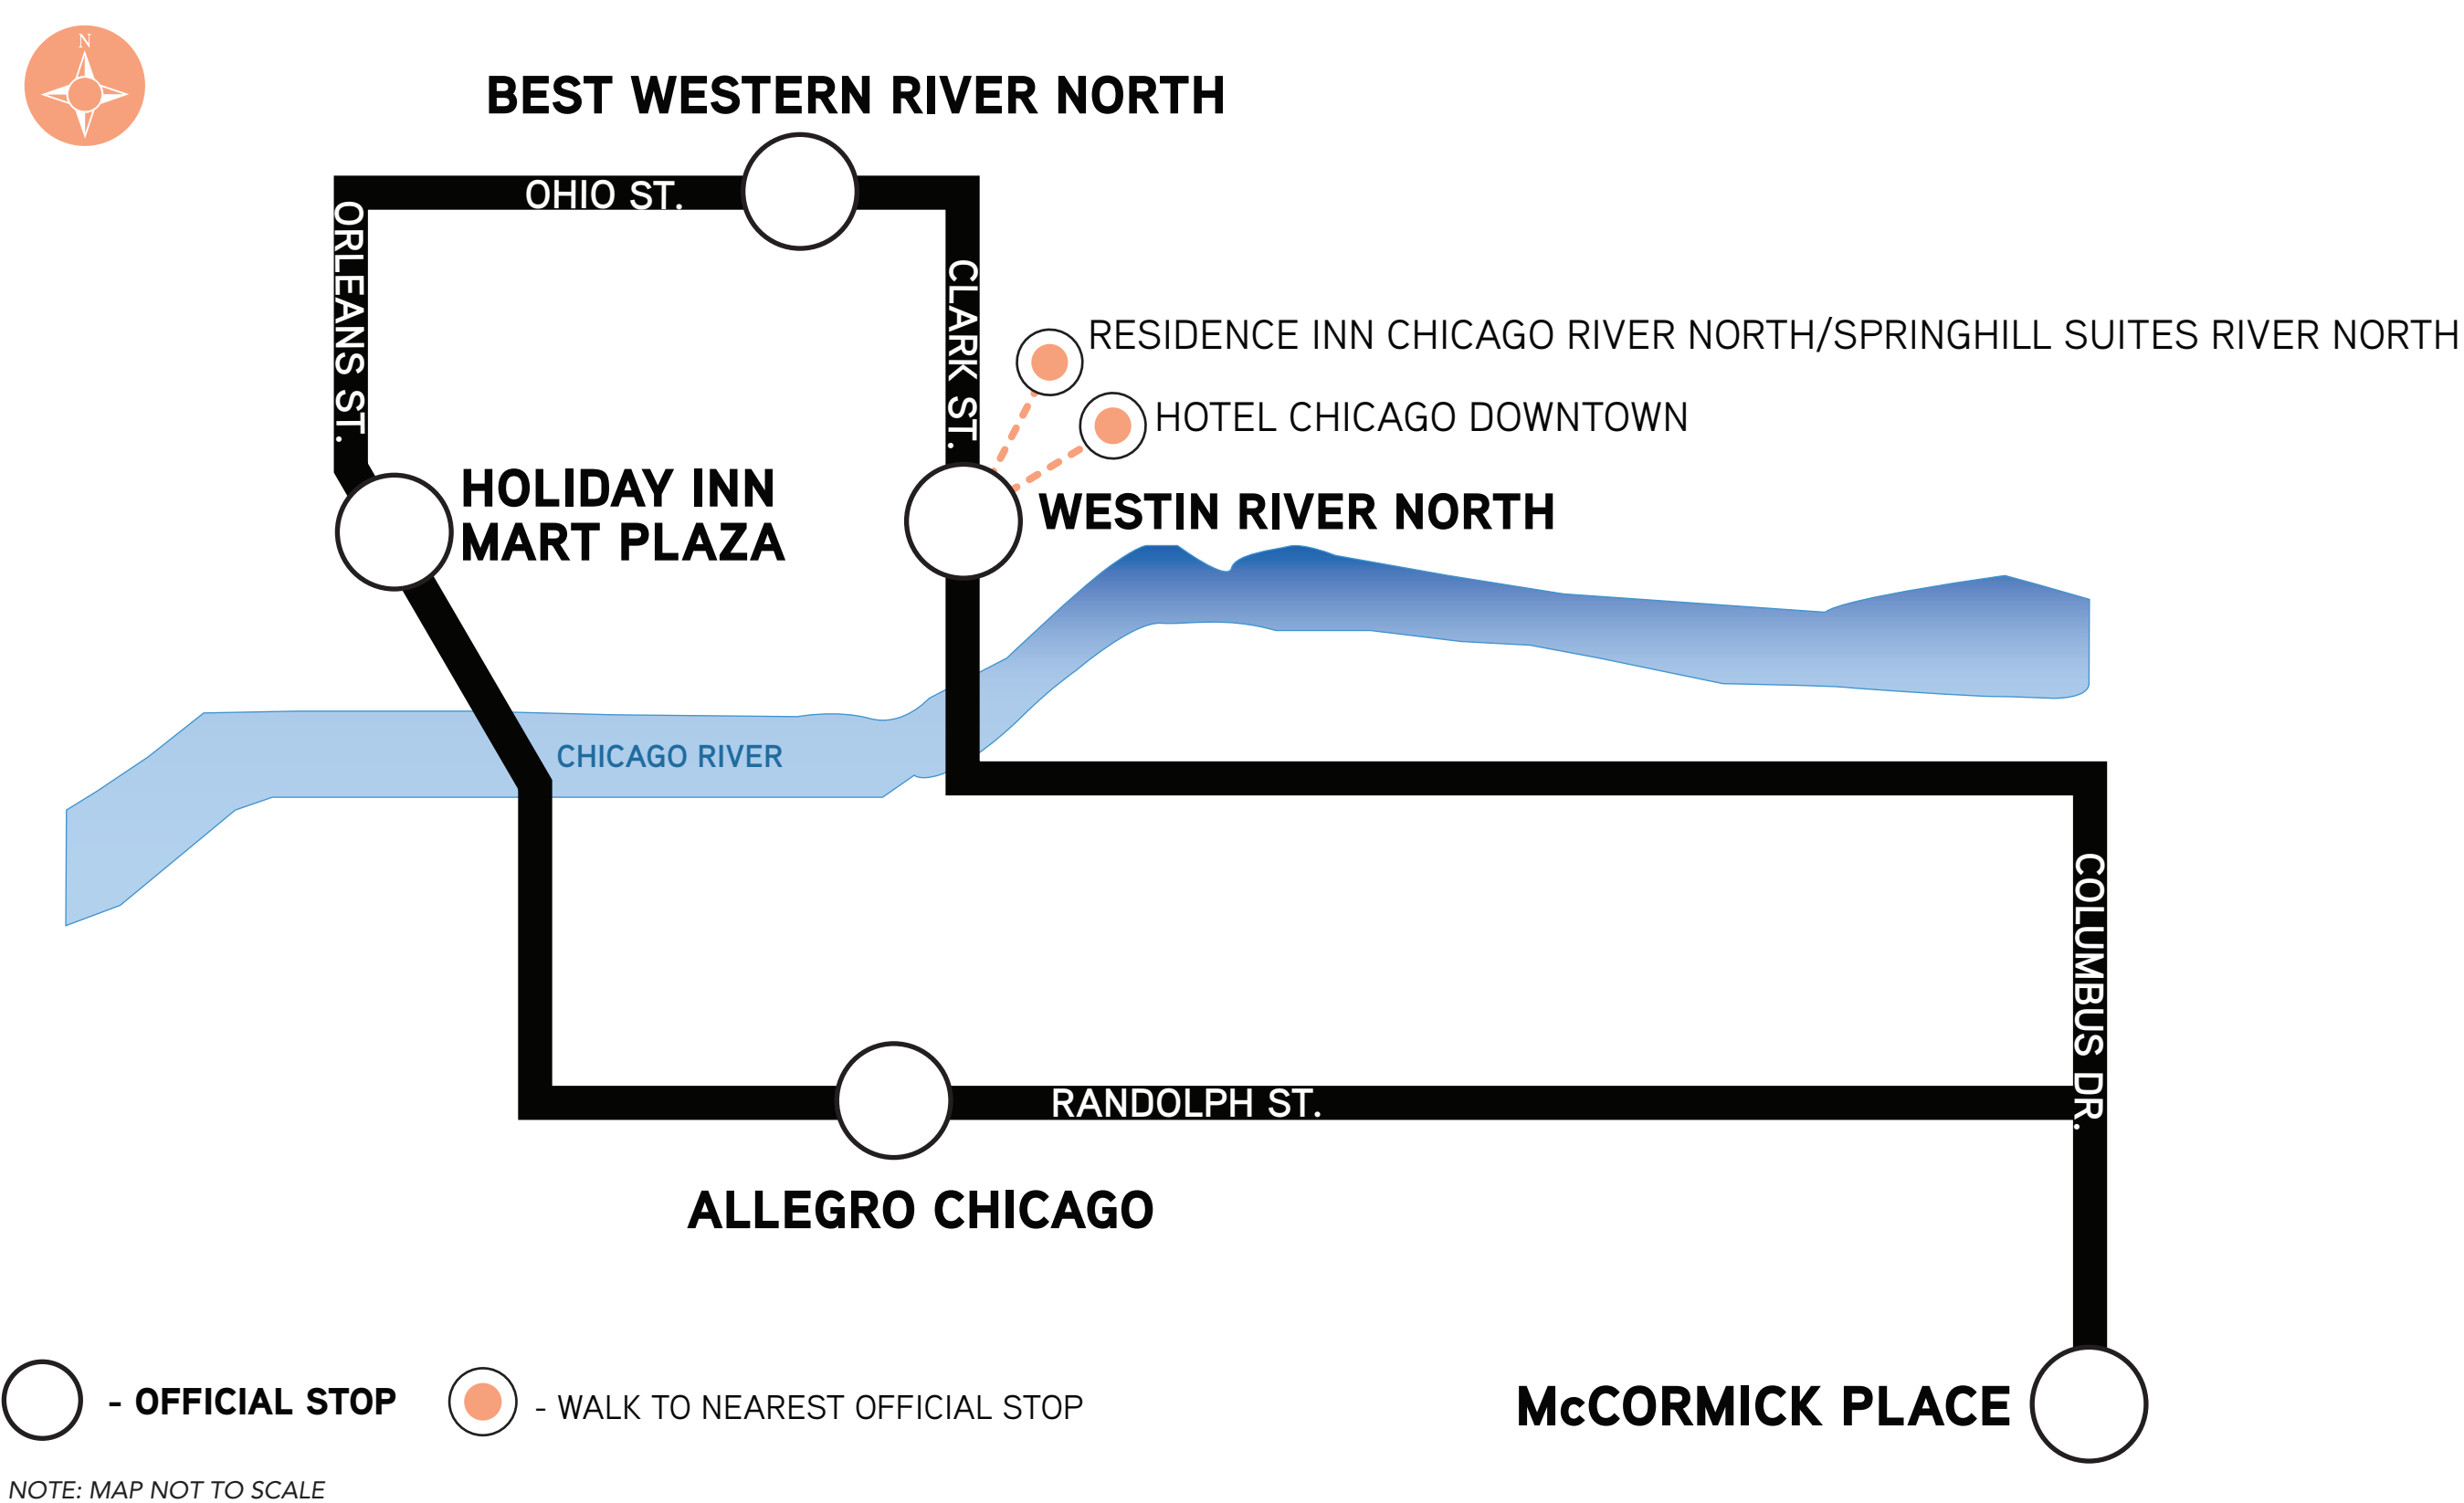 N
BEST WESTERN RIVER NORTH
OHIO ST.
ORLEANS ST.
CLARK ST.
RESIDENCE INN CHICAGO RIVER NORTH/SPRINGHILL SUITES RIVER NORTH
HOTEL CHICAGO DOWNTOWN
HOLIDAY INN
MART PLAZA
WESTIN RIVER NORTH
CHICAGO RIVER
COLUMBUS DR.
RANDOLPH ST.
ALLEGRO CHICAGO
- OFFICIAL STOP
- WALK TO NEAREST OFFICIAL STOP
McCORMICK PLACE
NOTE: MAP NOT TO SCALE